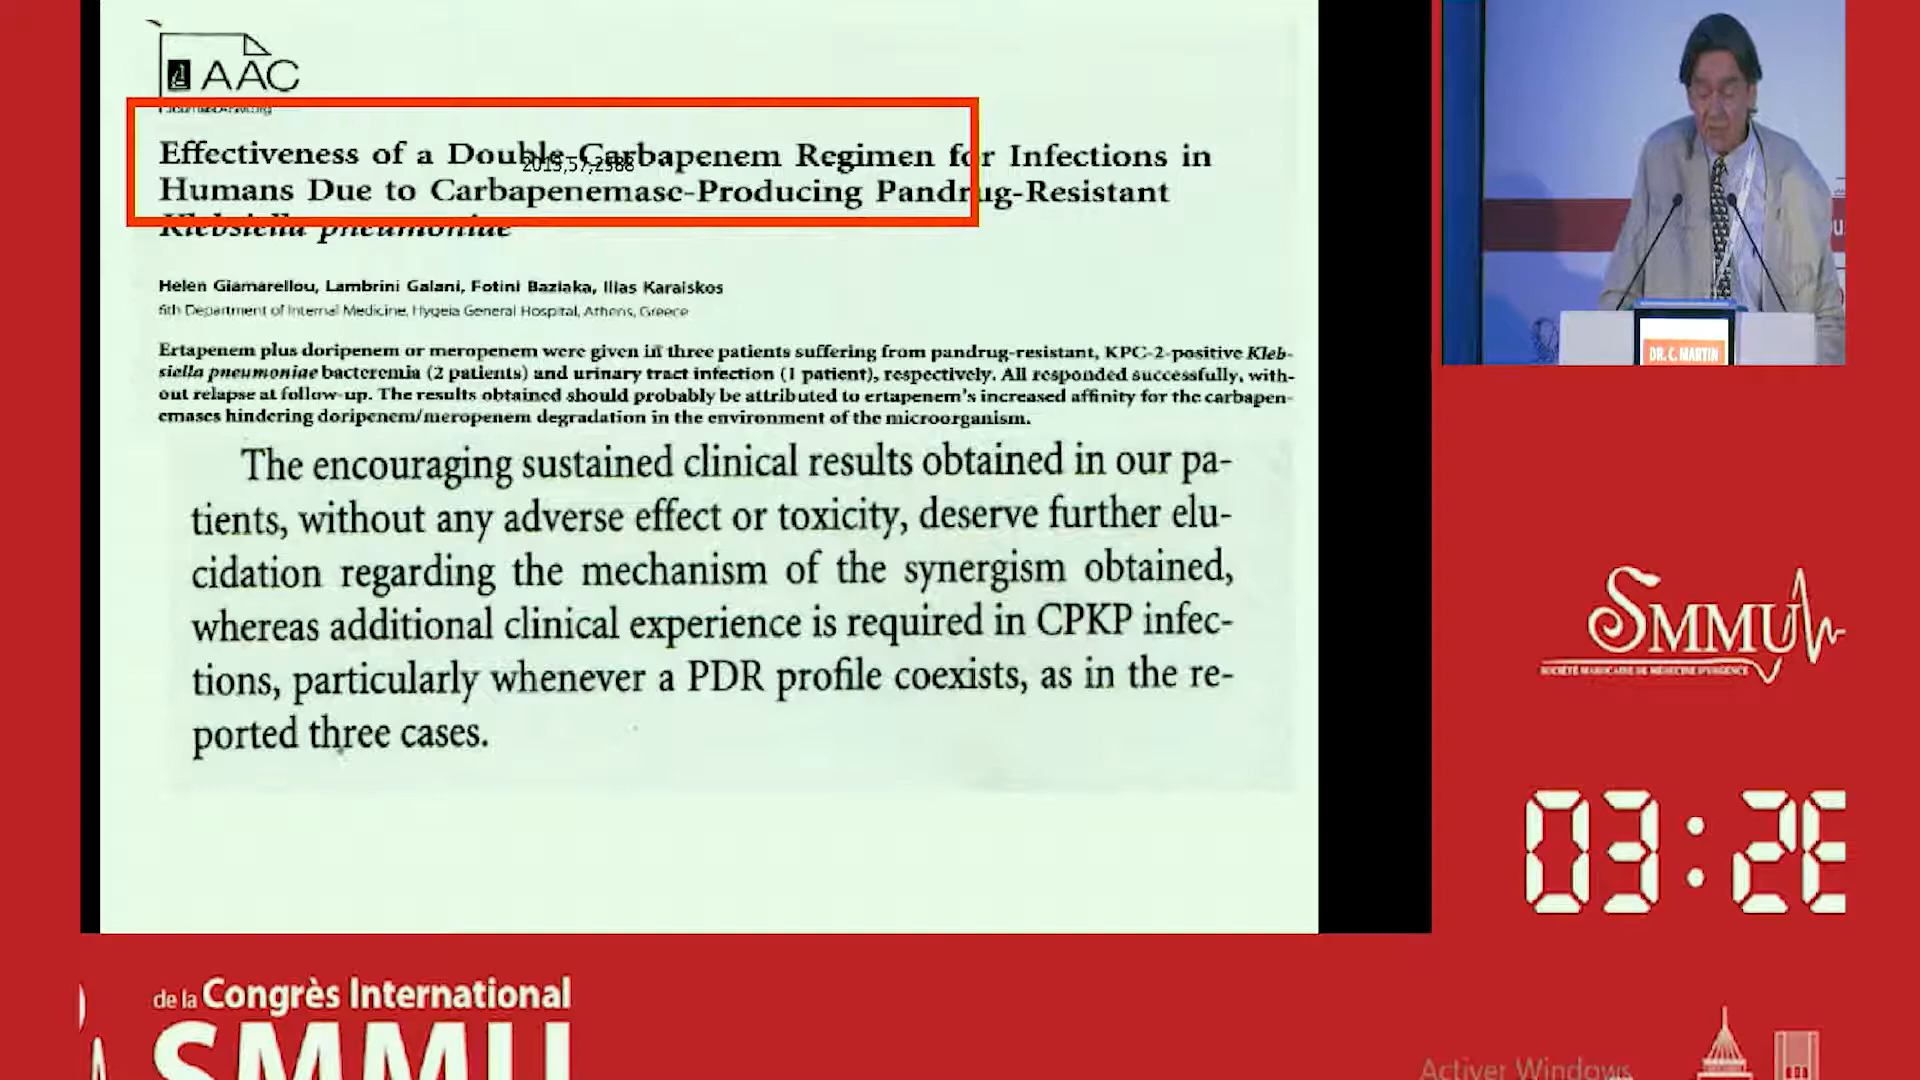 AAC
Effectiveness of a Double-Carbapenem Regimen for Infections in
2013,57,2388
Humans Due to Carbapenemase-Producing Pandrug-Resistant
Klebsiella pneumoniae
Helen Giamarellou, Lambrini Galani, Fotini Baziaka, Ilias Karaiskos
6th Department of Internal Medicine, Hygeia General Hospital, Athens, Greece
Ertapenem plus doripenem or meropenem were given in three patients suffering from pandrug-resistant, KPC-2-positive Kleb-
siella pneumoniae bacteremia (2 patients) and urinary tract infection (1 patient), respectively. All responded successfully, with-
out relapse at follow-up. The results obtained should probably be attributed to ertapenem's increased affinity for the carbapen-
emases hindering doripenem/meropenem degradation in the environment of the microorganism.
The encouraging sustained clinical results obtained in our pa-
tients, without any adverse effect or toxicity, deserve further elu-
cidation regarding the mechanism of the synergism obtained,
whereas additional clinical experience is required in CPKP infec-
tions, particularly whenever a PDR profile coexists, as in the re-
ported three cases.
DR. C. MARTIN
SMMU
SOCIÉTÉ MAROCAINE DE MÉDECINE D'URGENCE
03:2
de la Congrès International
SMMU
Activer Windows